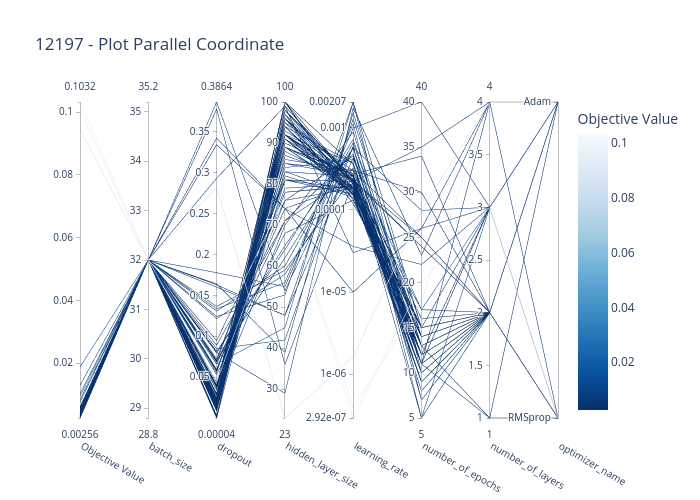 12197 - Plot Parallel Coordinate
0.1032 35.2 0.3864 100 0.00207 40 4
Objective Value
0.1 0.08 0.06 0.04 0.02
35 34 33 32 31 30 29
0.35 0.3 0.25 0.2 0.15 0.1 0.05
100 90 80 70 60 50 40 30
0.001 0.0001 1e-05 1e-06 2.92e-07
40 35 30 25 20 15 10 5
4 3.5 3 2.5 2 1.5 1
Adam
RMSprop
0.1
0.08
0.06
0.04
0.02
0.00256 28.8 0.00004 23 5 1
Objective Value
batch_size
dropout
hidden_layer_size
learning_rate
number_of_epochs
number_of_layers
optimizer_name